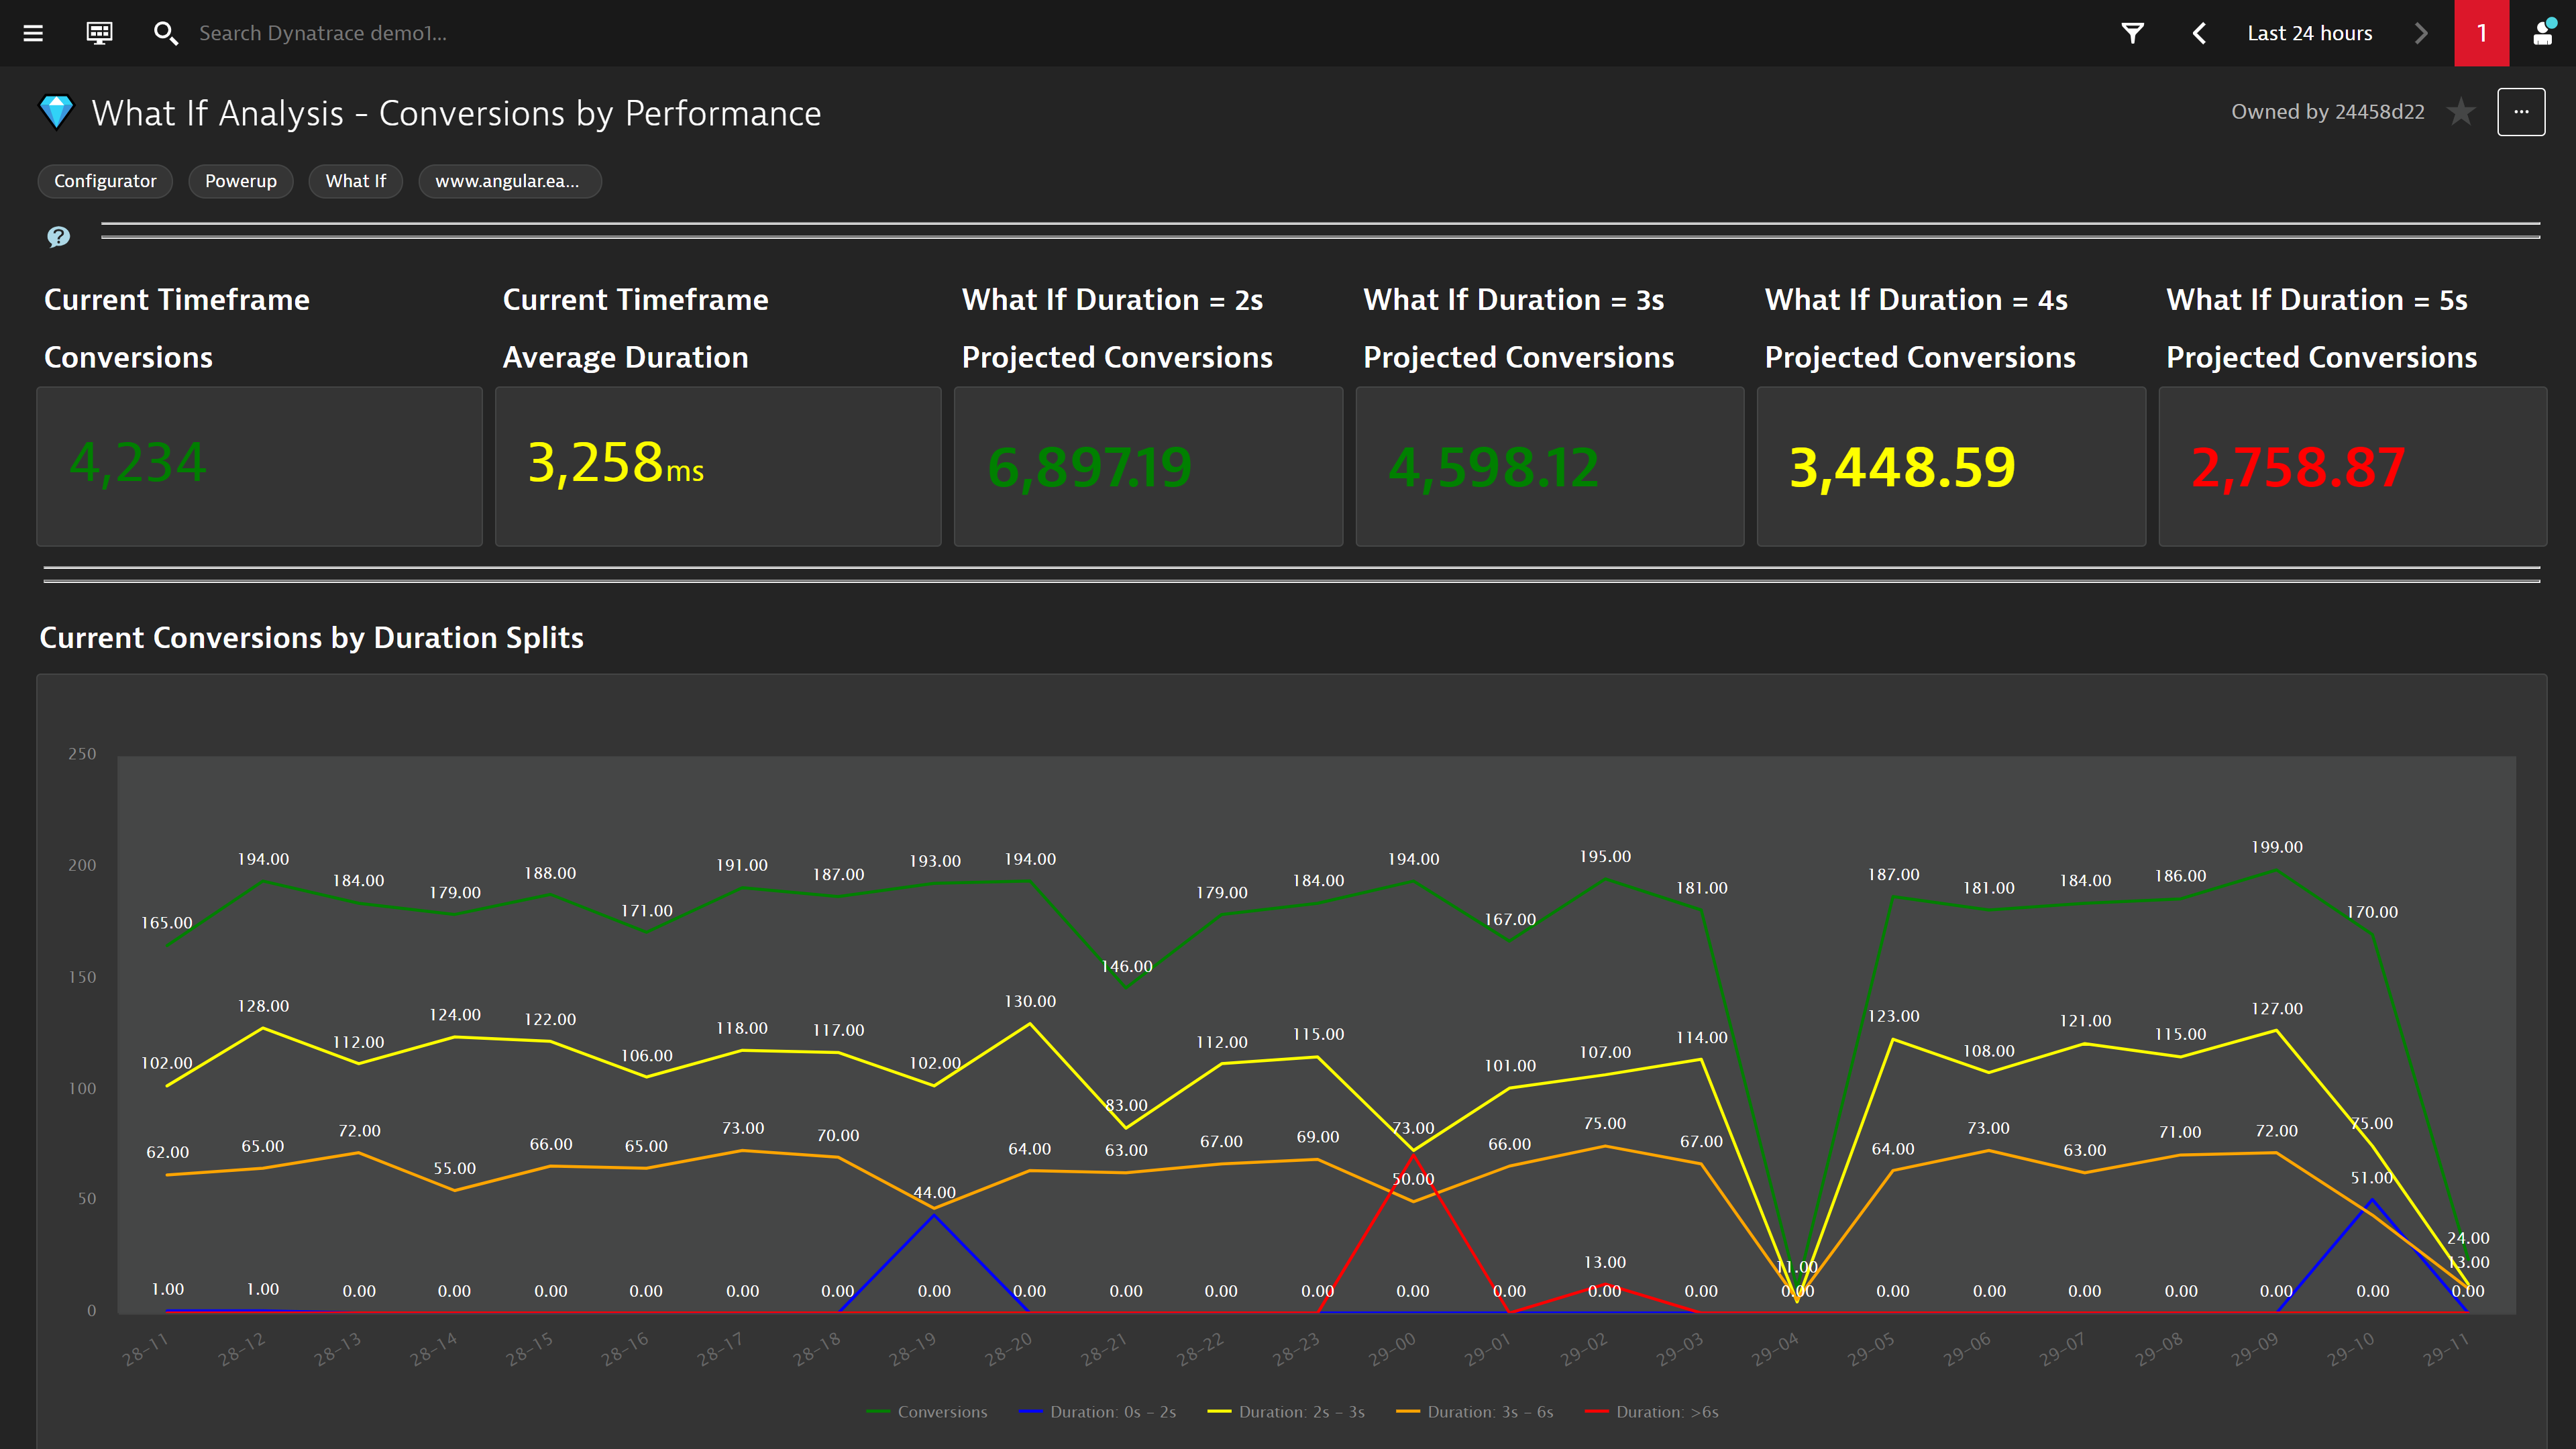 Search Dynatrace demo1...
Last 24 hours
1
What If Analysis - Conversions by Performance
Owned by 24458d22
...
Configurator
Powerup
What If
www.angular.ea...
?
Current Timeframe
Conversions
4,234
Current Timeframe
Average Duration
3,258ms
What If Duration = 2s
Projected Conversions
6,897.19
What If Duration = 3s
Projected Conversions
4,598.12
What If Duration = 4s
Projected Conversions
3,448.59
What If Duration = 5s
Projected Conversions
2,758.87
Current Conversions by Duration Splits
250
200
150
100
50
0
165.00 194.00 184.00 179.00 188.00 171.00 191.00 187.00 193.00 194.00 146.00 179.00 184.00 194.00 167.00 195.00 181.00 11.00 187.00 181.00 184.00 186.00 199.00 170.00 24.00
102.00 128.00 112.00 124.00 122.00 106.00 118.00 117.00 102.00 130.00 83.00 112.00 115.00 73.00 101.00 107.00 114.00 123.00 108.00 121.00 115.00 127.00 75.00 13.00
62.00 65.00 72.00 55.00 66.00 65.00 73.00 70.00 44.00 64.00 63.00 67.00 69.00 50.00 66.00 75.00 67.00 64.00 73.00 63.00 71.00 72.00 51.00
13.00
1.00 1.00 0.00 0.00 0.00 0.00 0.00 0.00 0.00 0.00 0.00 0.00 0.00 0.00 0.00 0.00 0.00 0.00 0.00 0.00 0.00 0.00 0.00 0.00 0.00
28-11 28-12 28-13 28-14 28-15 28-16 28-17 28-18 28-19 28-20 28-21 28-22 28-23 29-00 29-01 29-02 29-03 29-04 29-05 29-06 29-07 29-08 29-09 29-10 29-11
Conversions
Duration: 0s - 2s
Duration: 2s - 3s
Duration: 3s - 6s
Duration: >6s